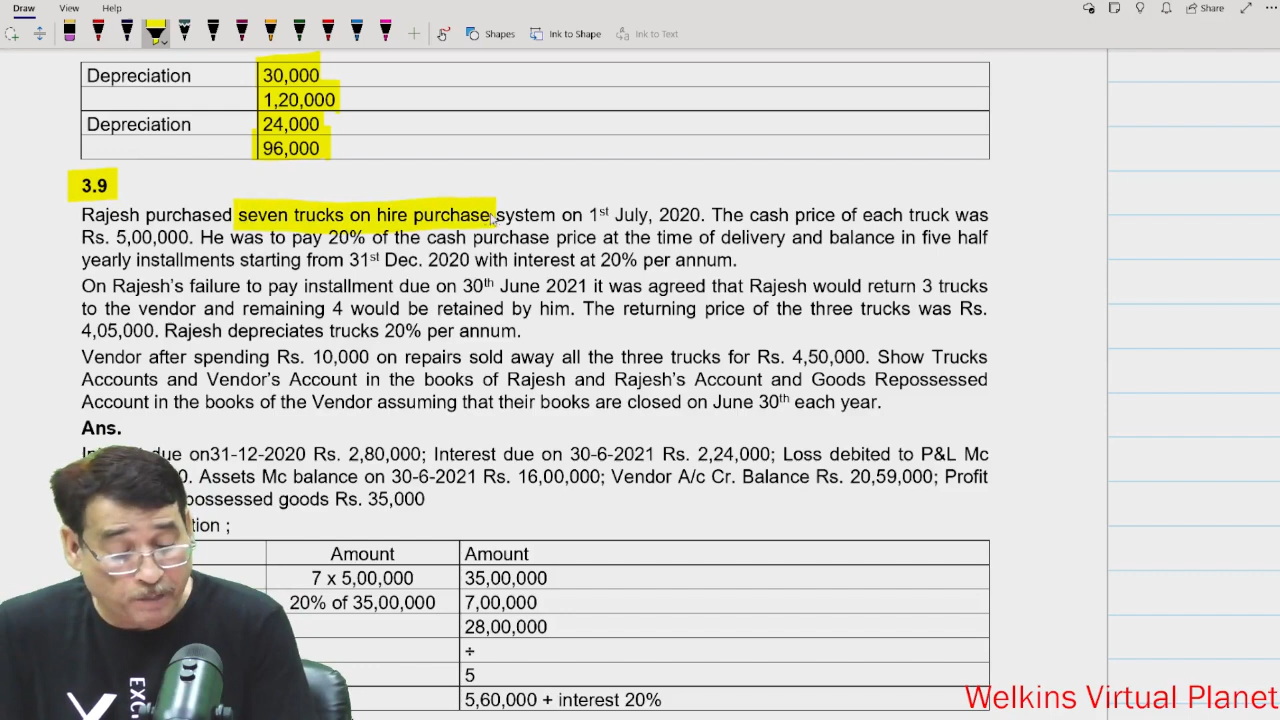 Draw View Help
Share
Shapes Ink to Shape Ink to Text
Depreciation 30,000
1,20,000
Depreciation 24,000
96,000
3.9
Rajesh purchased seven trucks on hire purchase system on 1st July, 2020. The cash price of each truck was
Rs. 5,00,000. He was to pay 20% of the cash purchase price at the time of delivery and balance in five half
yearly installments starting from 31st Dec. 2020 with interest at 20% per annum.
On Rajesh's failure to pay installment due on 30th June 2021 it was agreed that Rajesh would return 3 trucks
to the vendor and remaining 4 would be retained by him. The returning price of the three trucks was Rs.
4,05,000. Rajesh depreciates trucks 20% per annum.
Vendor after spending Rs. 10,000 on repairs sold away all the three trucks for Rs. 4,50,000. Show Trucks
Accounts and Vendor's Account in the books of Rajesh and Rajesh's Account and Goods Repossessed
Account in the books of the Vendor assuming that their books are closed on June 30th each year.
Ans.
due on31-12-2020 Rs. 2,80,000; Interest due on 30-6-2021 Rs. 2,24,000; Loss debited to P&L Mc
. Assets Mc balance on 30-6-2021 Rs. 16,00,000; Vendor A/c Cr. Balance Rs. 20,59,000; Profit
goods Rs. 35,000
;
Amount Amount
7 x 5,00,000 35,00,000
20% of 35,00,000 7,00,000
28,00,000
÷
5
5,60,000 + interest 20%
Welkins Virtual Planet